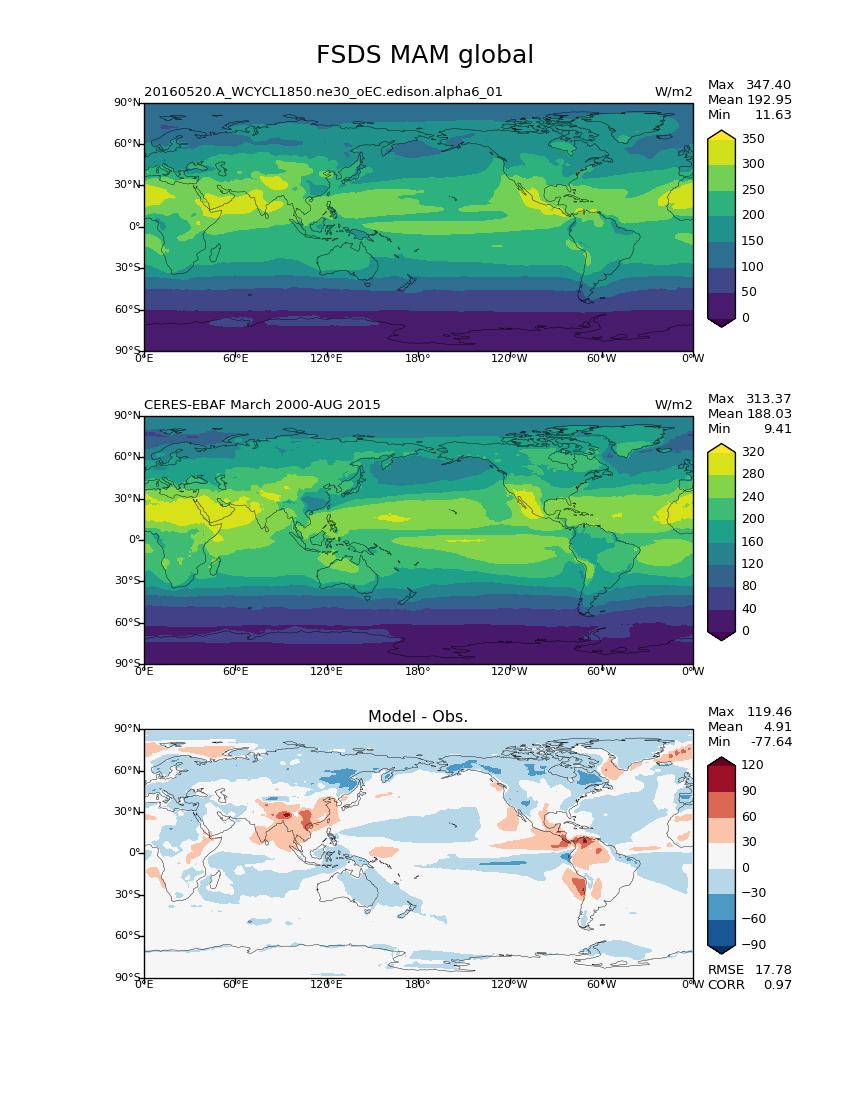 FSDS MAM global
20160520.A_WCYCL1850.ne30_oEC.edison.alpha6_01 W/m2
Max 347.40
Mean 192.95
Min 11.63
90°N
60°N
30°N
0°
30°S
60°S
90°S
0°E 60°E 120°E 180° 120°W 60°W 0°W
350
300
250
200
150
100
50
0
CERES-EBAF March 2000-AUG 2015 W/m2
Max 313.37
Mean 188.03
Min 9.41
90°N
60°N
30°N
0°
30°S
60°S
90°S
0°E 60°E 120°E 180° 120°W 60°W 0°W
320
280
240
200
160
120
80
40
0
Model - Obs.
Max 119.46
Mean 4.91
Min -77.64
90°N
60°N
30°N
0°
30°S
60°S
90°S
0°E 60°E 120°E 180° 120°W 60°W 0°W
120
90
60
30
0
−30
−60
−90
RMSE 17.78
CORR 0.97